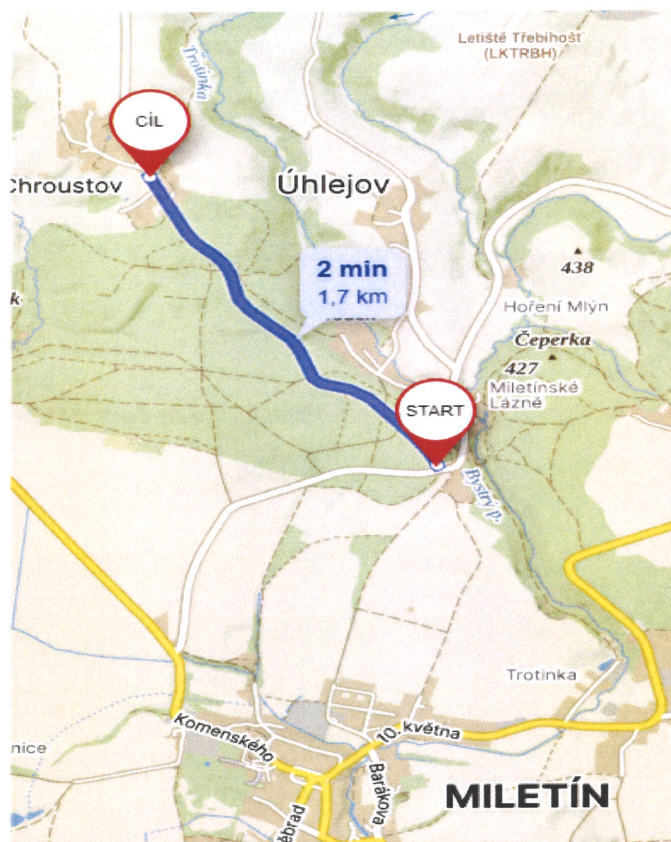 Letiště Třebihošť
(LKTRBH)
Trotinka
CÍL
Chroustov
Úhlejov
2 min
1,7 km
438
Hoření Mlýn
Čeperka
427
Miletínské
Lázně
START
Bystrý p.
Trotinka
Komenského
10. května
Barákova
MILETÍN